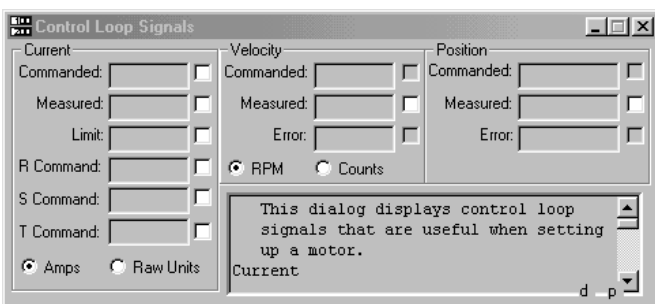 Control Loop Signals
Current
Commanded:
Measured:
Limit:
R Command:
S Command:
T Command:
Amps Raw Units
Velocity
Commanded:
Measured:
Error:
RPM Counts
Position
Commanded:
Measured:
Error:
This dialog displays control loop
signals that are useful when setting
up a motor.
Current
d p